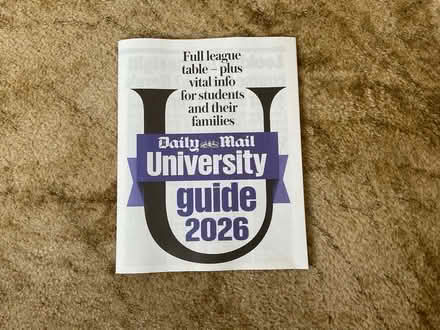 Full league
table – plus
vital info
for students
and their
families
Daily Mail
University
guide
2026